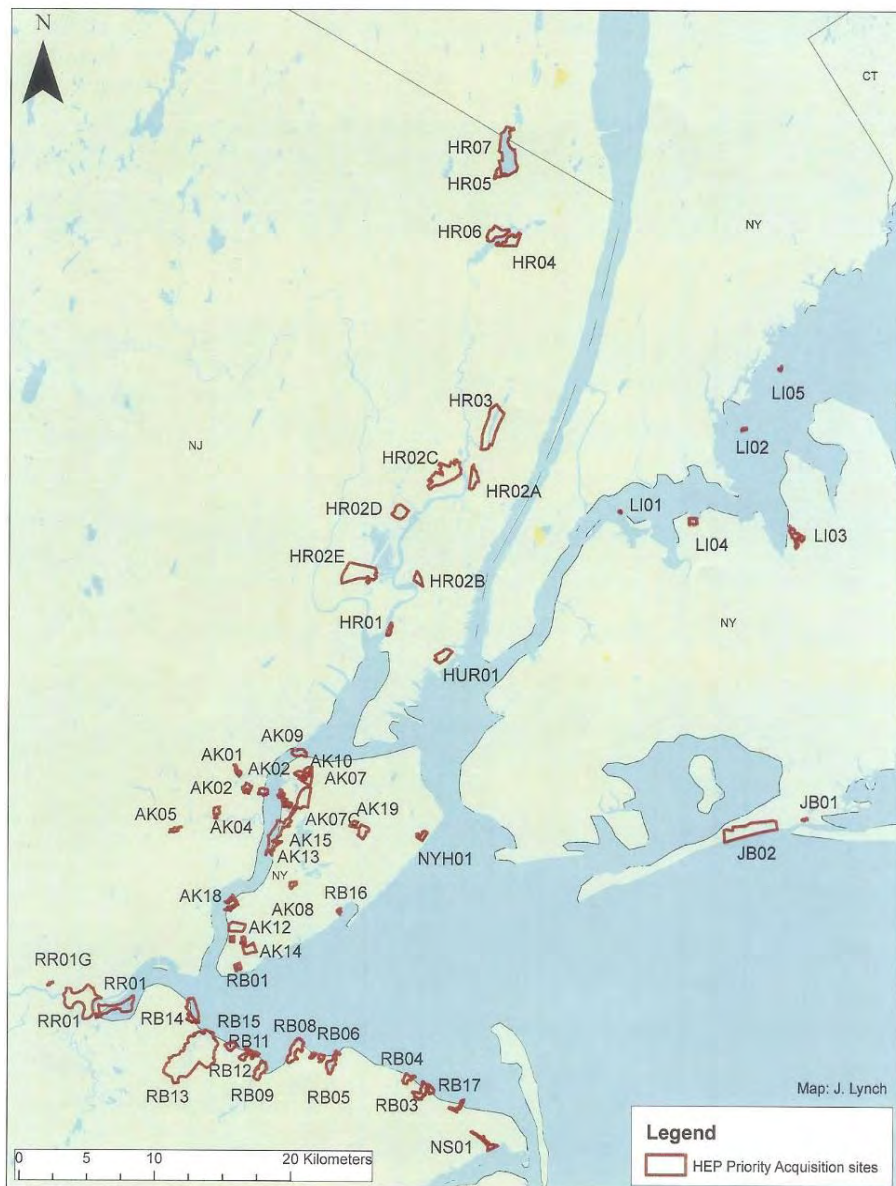 N
CT
HR07
HR05
HR06
NY
HR04
LI05
HR03
LI02
NJ
HR02C
HR02A
LI01
HR02D
LI04
LI03
HR02E
HR02B
NY
HR01
HUR01
AK09
AK10
AK01
AK02
AK07
AK02
AK05
AK04
AK07C
AK19
JB01
AK15
NYH01
JB02
AK13
NY
AK18
AK08
RB16
AK12
AK14
RR01G
RB01
RR01
RR01
RB14
RB15
RB08
RB06
RB11
RB04
RB12
RB17
RB13
RB09
RB05
RB03
Map: J. Lynch
NS01
Legend
HEP Priority Acquisition sites
0 5 10 20 Kilometers